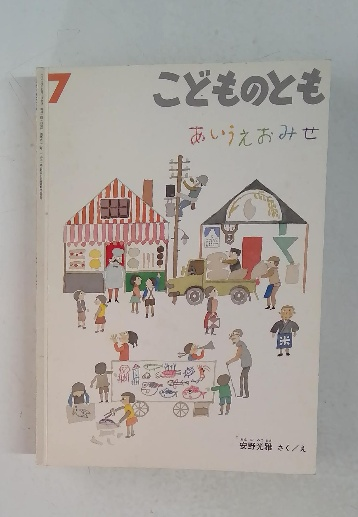 7
こどものとも
あいうえおみせ
米
安野光雅 さく/え